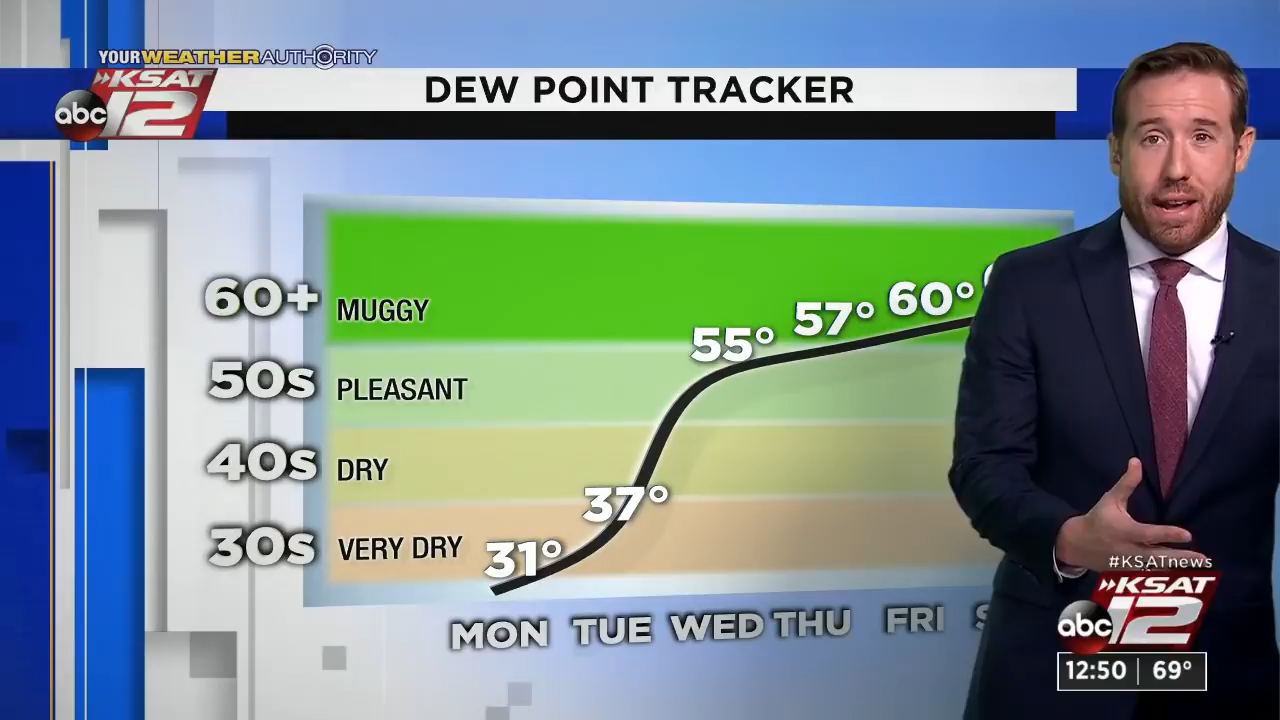 YOUR WEATHER AUTHORITY
KSAT
abc 12
DEW POINT TRACKER
60+ MUGGY
50s PLEASANT
40s DRY
30s VERY DRY
31° 37° 55° 57° 60°
MON TUE WED THU FRI
#KSATnews
KSAT
abc 12
12:50 69°